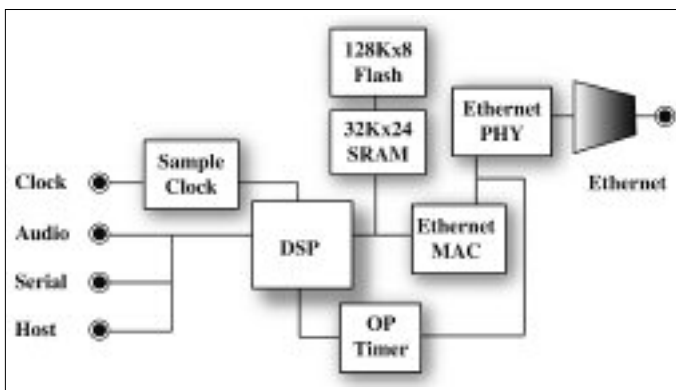 128Kx8
Flash
32Kx24
SRAM
Ethernet
PHY
Ethernet
Sample
Clock
Clock
Audio
Serial
Host
DSP
Ethernet
MAC
OP
Timer